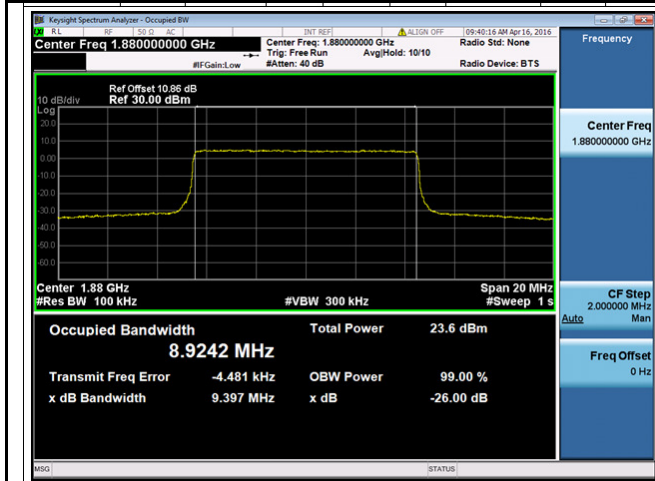 Keysight Spectrum Analyzer - Occupied BW
RL RF 50 Ω AC INT REF ALIGN OFF 09:40:16 AM Apr 16, 2016
Center Freq 1.880000000 GHz
Center Freq: 1.880000000 GHz
Radio Std: None
Trig: Free Run Avg|Hold: 10/10
#IFGain:Low
#Atten: 40 dB
Radio Device: BTS
Frequency
Ref Offset 10.86 dB
10 dB/div Ref 30.00 dBm
Log
20.0
10.0
0.00
-10.0
-20.0
-30.0
-40.0
-50.0
-60.0
Center 1.88 GHz Span 20 MHz
#Res BW 100 kHz #VBW 300 kHz #Sweep 1 s
Occupied Bandwidth Total Power 23.6 dBm
8.9242 MHz
Transmit Freq Error -4.481 kHz OBW Power 99.00 %
x dB Bandwidth 9.397 MHz x dB -26.00 dB
Center Freq
1.880000000 GHz
CF Step
2.000000 MHz
Auto Man
Freq Offset
0 Hz
MSG STATUS